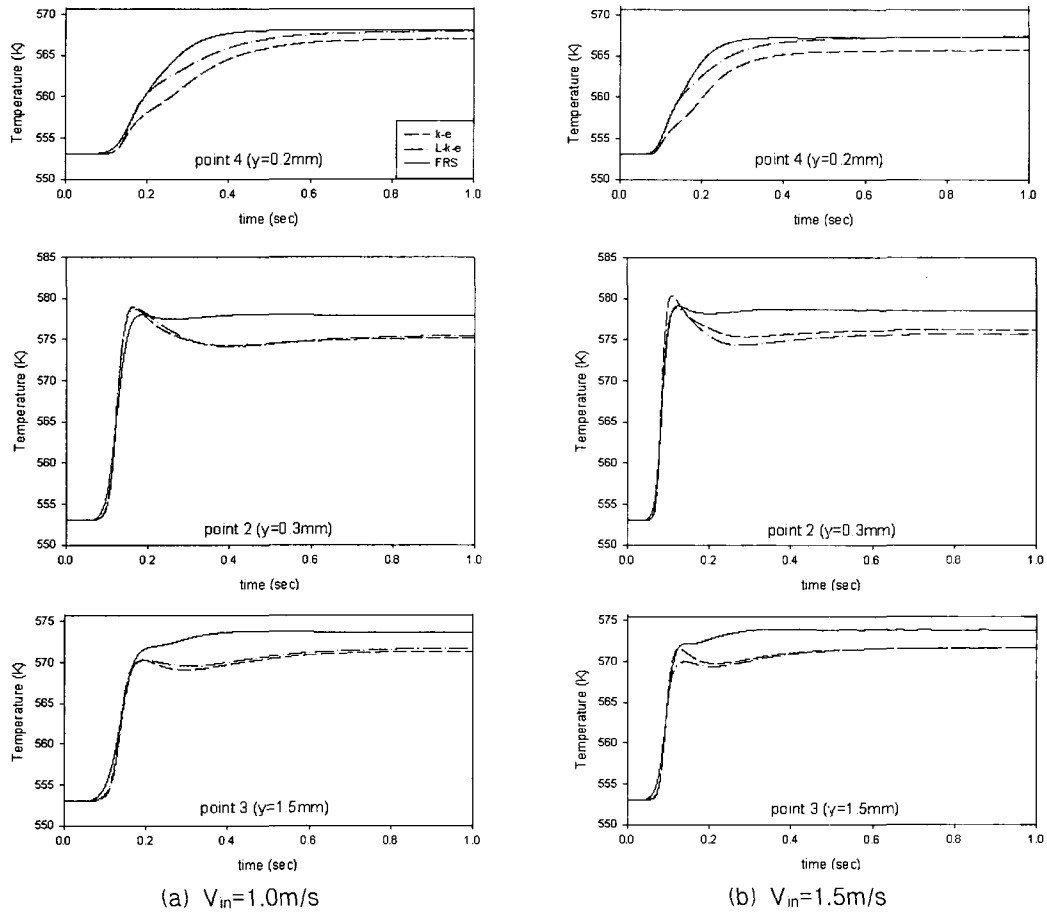 570
565
560
555
550
Temperature (K)
k-e
L-k-e
FRS
point 4 (y=0.2mm)
0.0 0.2 0.4 0.6 0.8 1.0
time (sec)
570
565
560
555
550
Temperature (K)
point 4 (y=0.2mm)
0.0 0.2 0.4 0.6 0.8 1.0
time (sec)
585
580
575
570
565
560
555
550
Temperature (K)
point 2 (y=0.3mm)
0.0 0.2 0.4 0.6 0.8 1.0
time (sec)
585
580
575
570
565
560
555
550
Temperature (K)
point 2 (y=0.3mm)
0.0 0.2 0.4 0.6 0.8 1.0
time (sec)
575
570
565
560
555
550
Temperature (K)
point 3 (y=1.5mm)
0.0 0.2 0.4 0.6 0.8 1.0
time (sec)
575
570
565
560
555
550
Temperature (K)
point 3 (y=1.5mm)
0.0 0.2 0.4 0.6 0.8 1.0
time (sec)
(a) Vin=1.0m/s
(b) Vin=1.5m/s